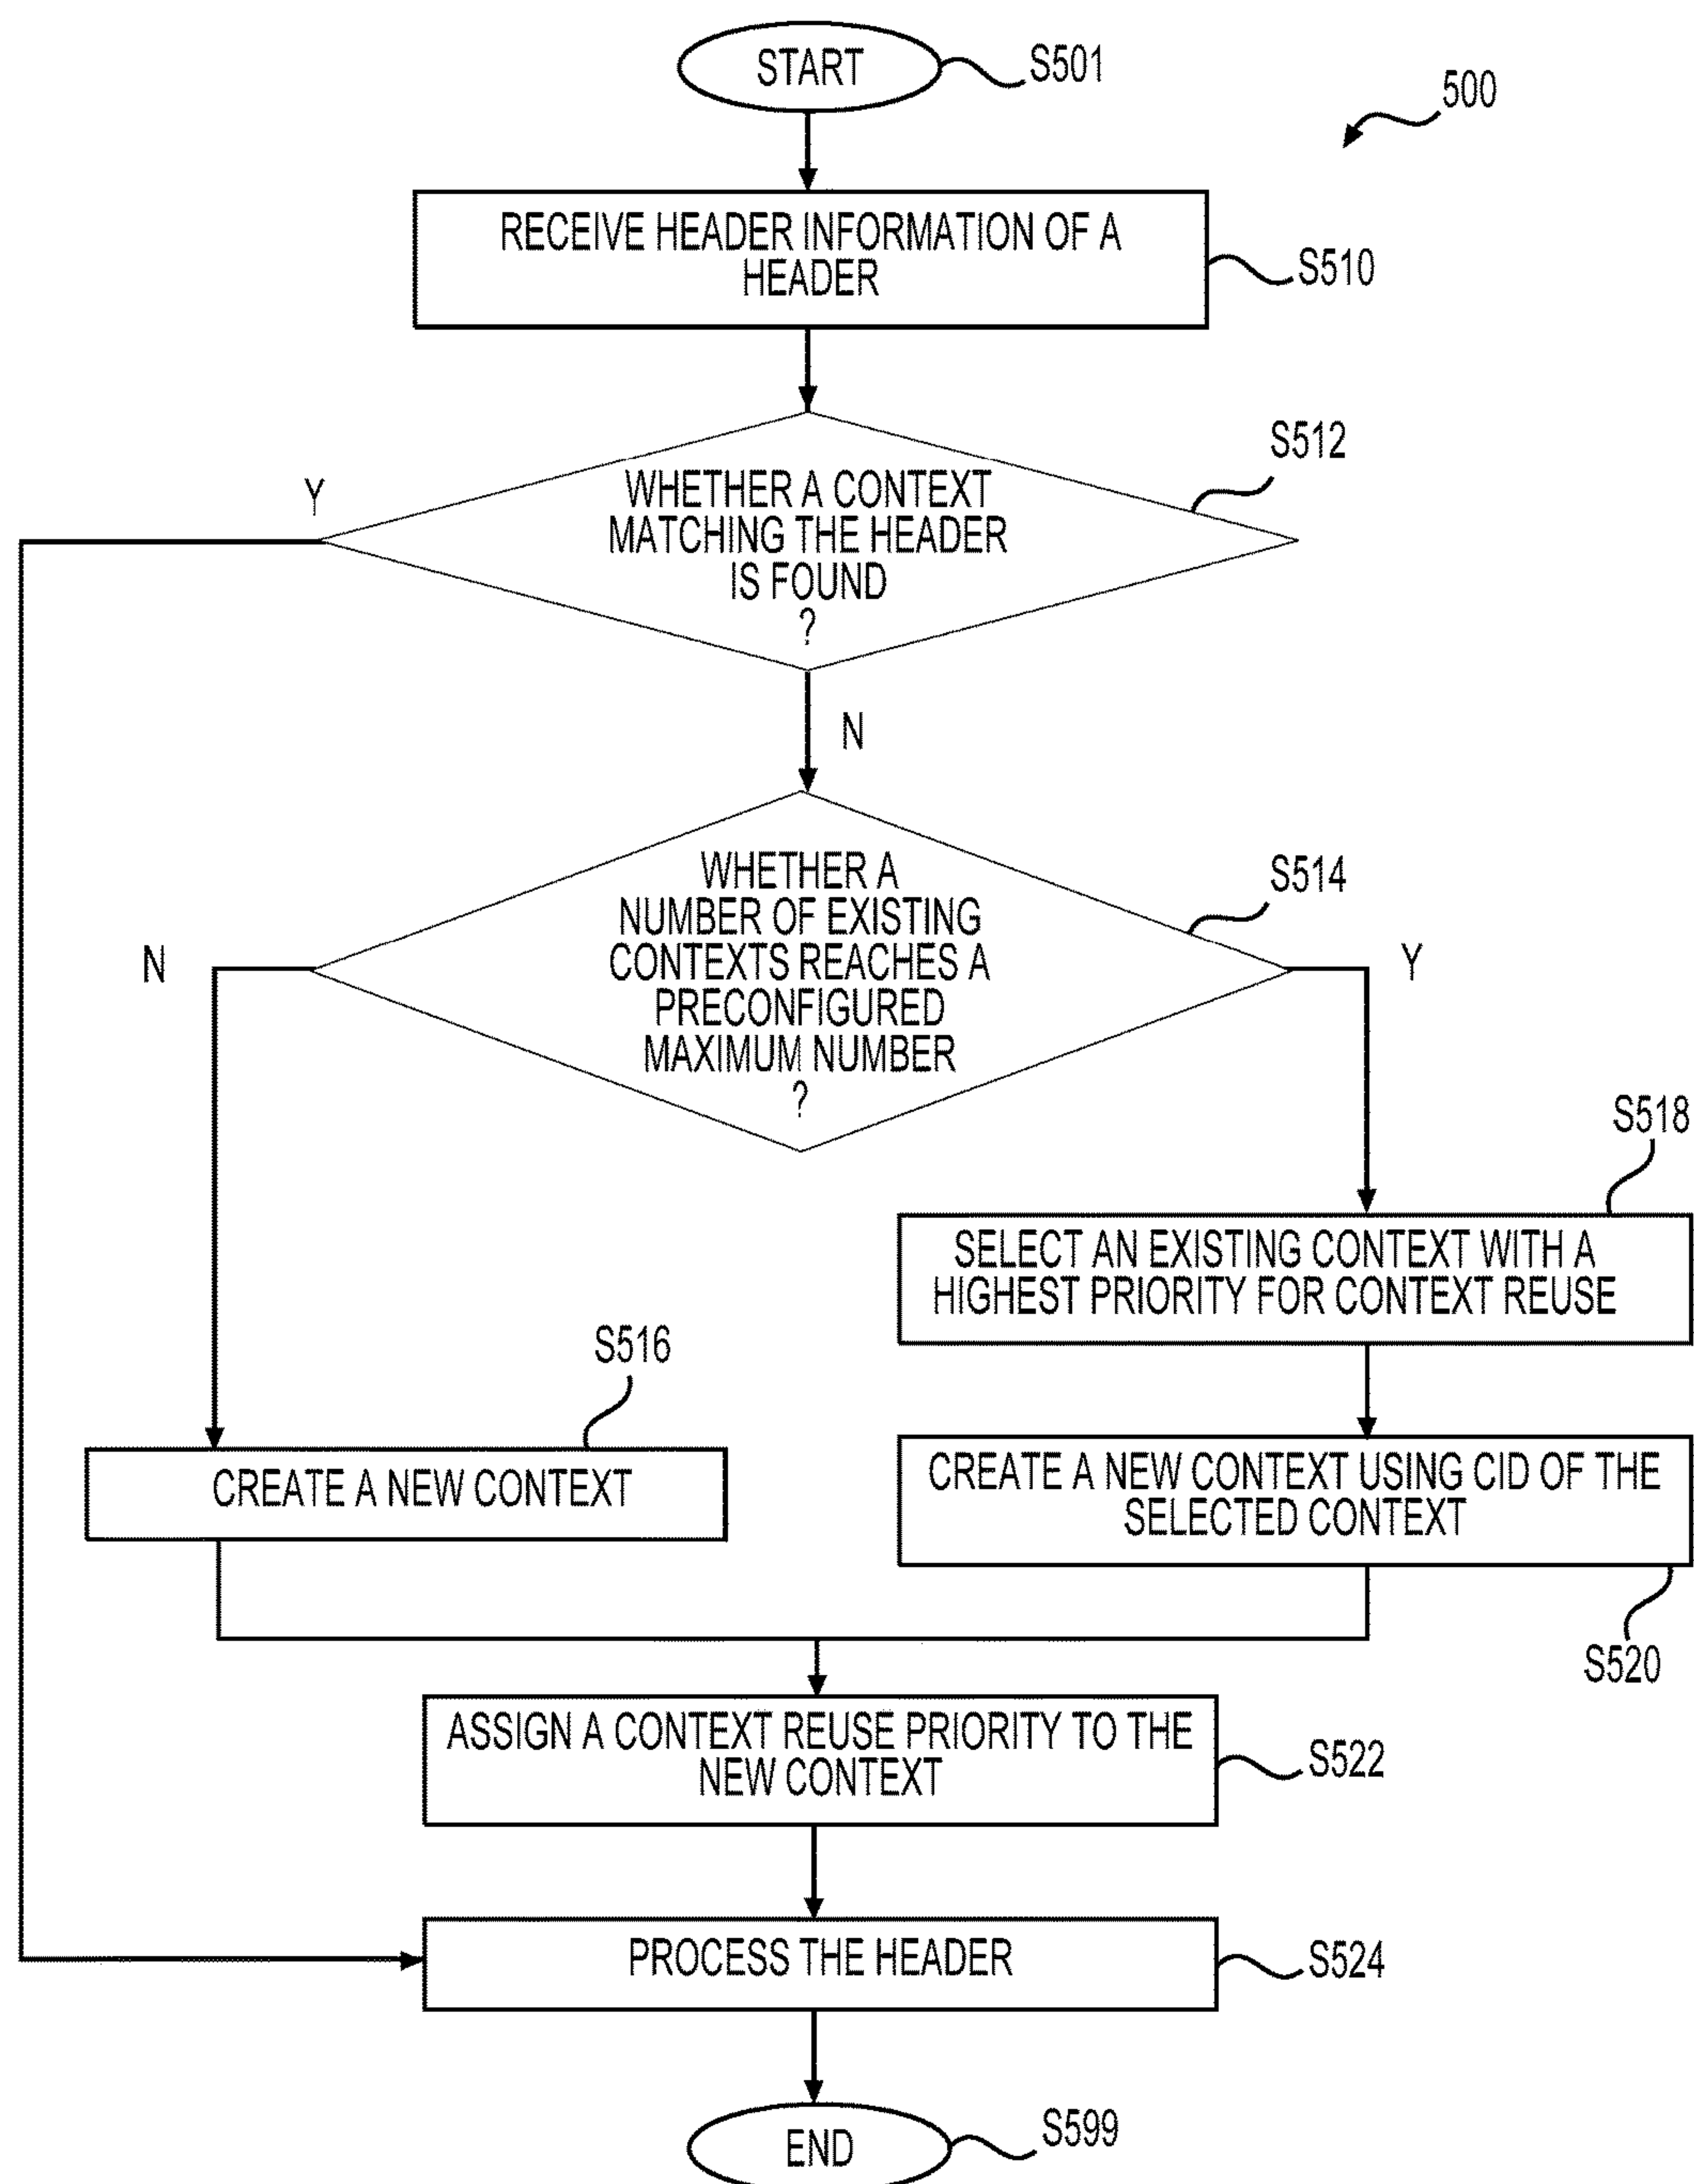 START
S501
500
RECEIVE HEADER INFORMATION OF A
HEADER
S510
S512
Y
WHETHER A CONTEXT
MATCHING THE HEADER
IS FOUND
?
N
S514
WHETHER A
NUMBER OF EXISTING
CONTEXTS REACHES A
PRECONFIGURED
MAXIMUM NUMBER
?
N
Y
S518
SELECT AN EXISTING CONTEXT WITH A
HIGHEST PRIORITY FOR CONTEXT REUSE
S516
CREATE A NEW CONTEXT
CREATE A NEW CONTEXT USING CID OF THE
SELECTED CONTEXT
S520
ASSIGN A CONTEXT REUSE PRIORITY TO THE
NEW CONTEXT
S522
PROCESS THE HEADER
S524
END
S599